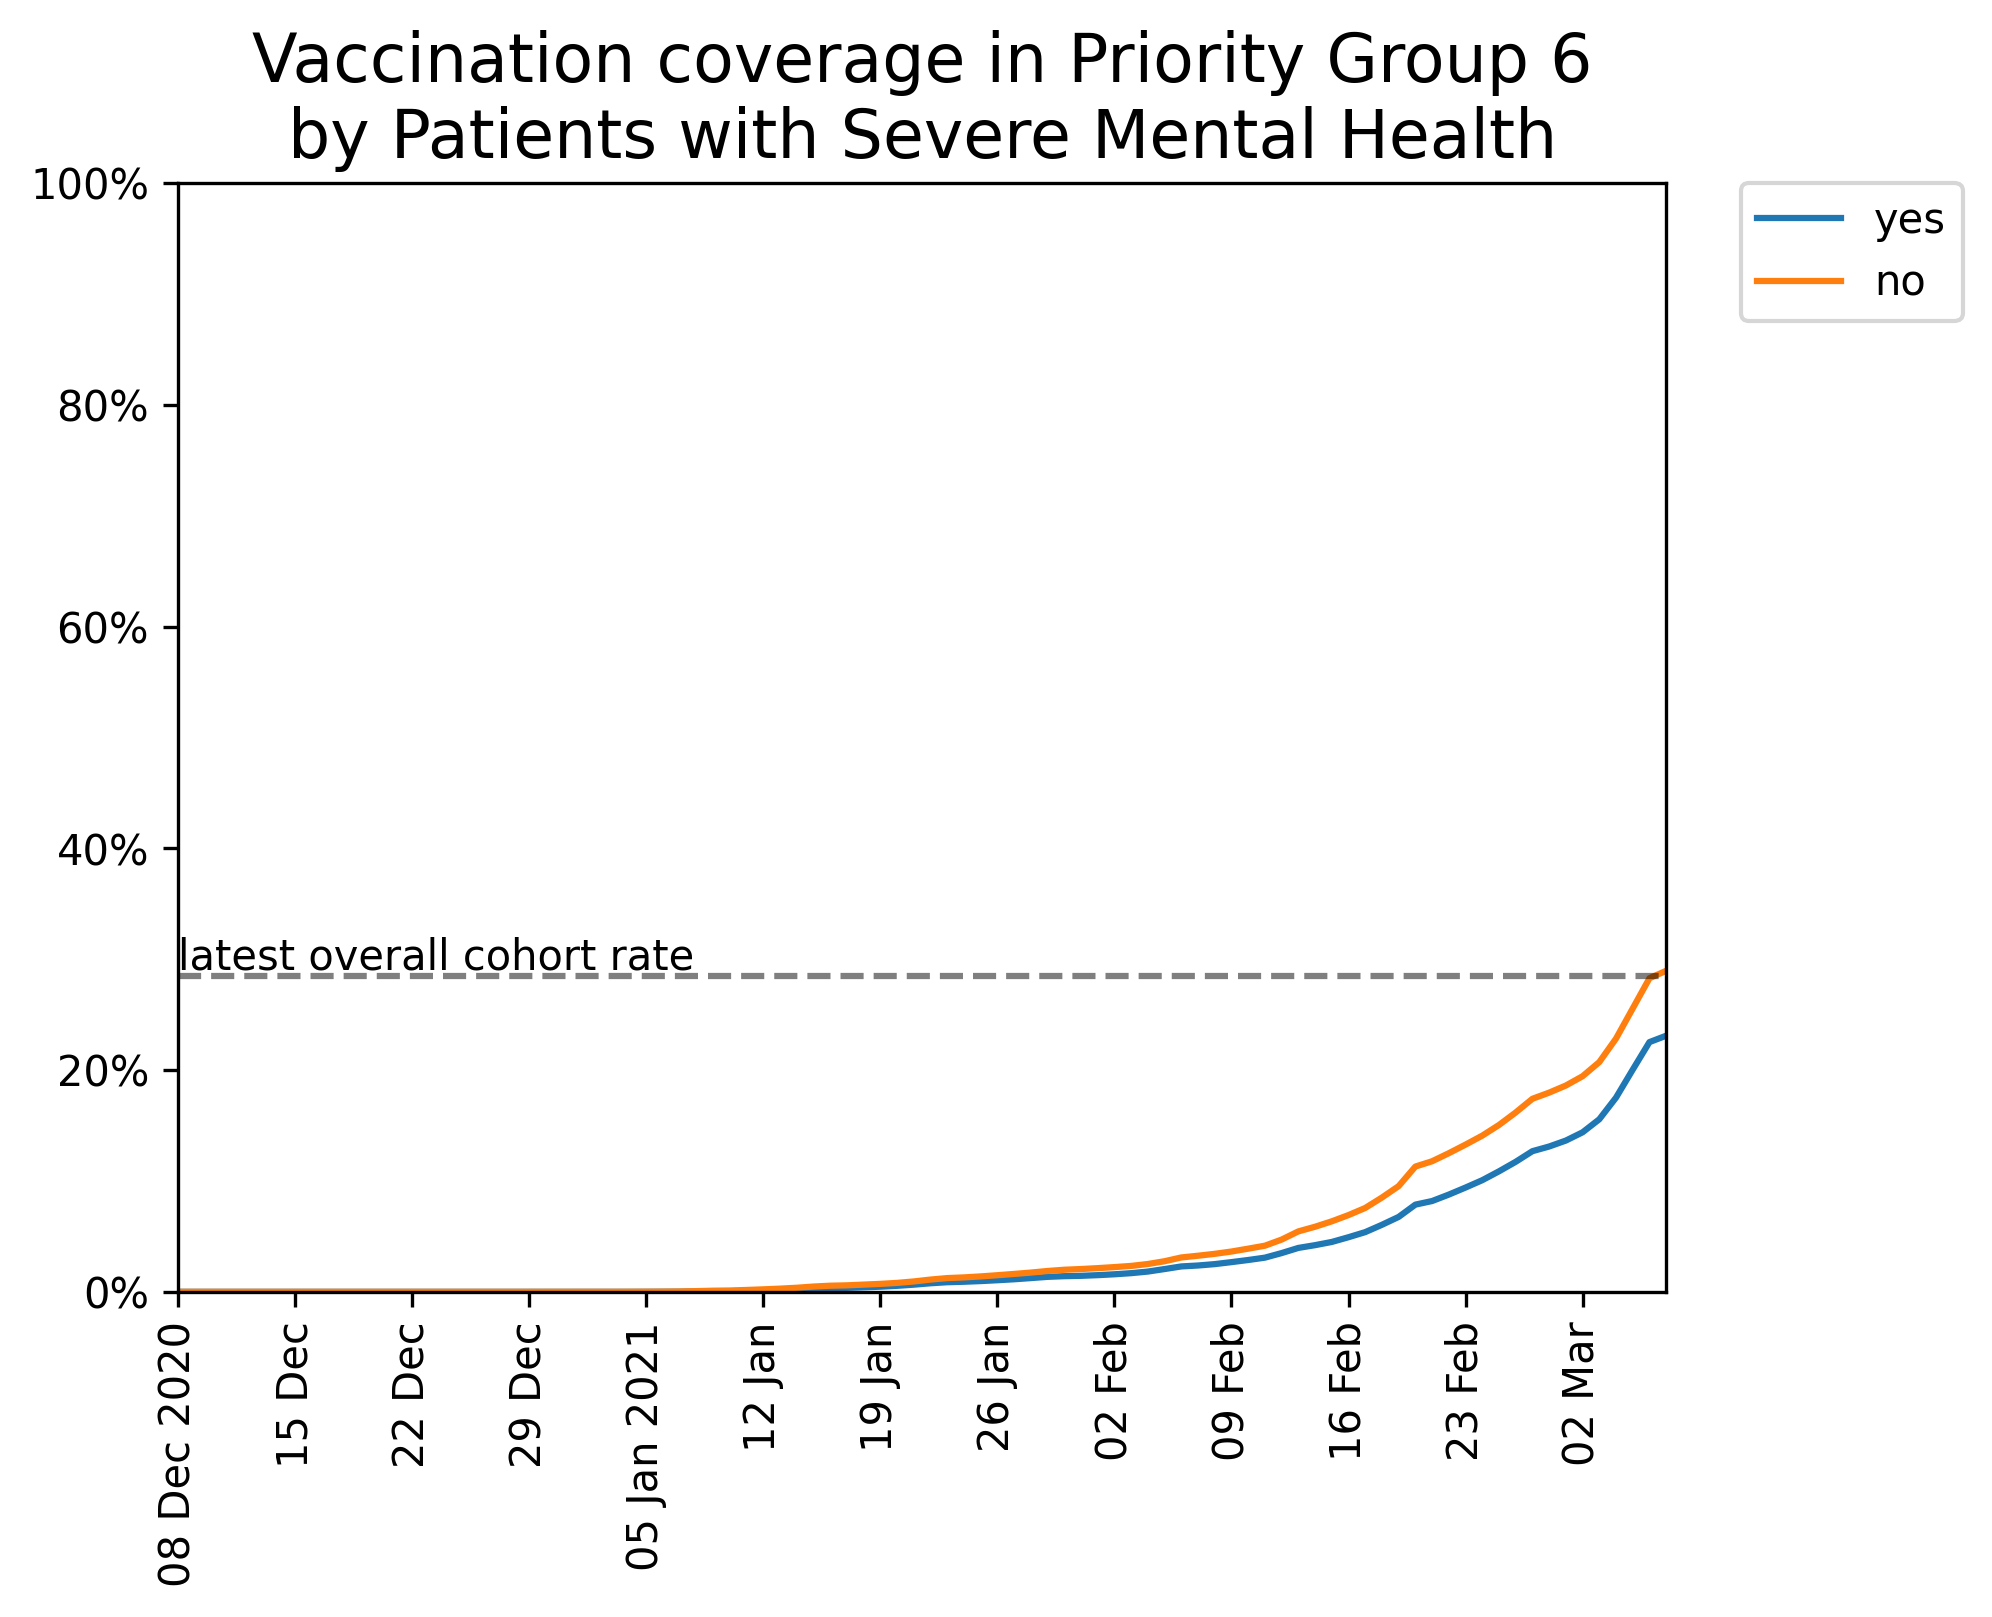 Vaccination coverage in Priority Group 6
by Patients with Severe Mental Health
100%
80%
60%
40%
20%
0%
latest overall cohort rate
yes
no
08 Dec 2020
15 Dec
22 Dec
29 Dec
05 Jan 2021
12 Jan
19 Jan
26 Jan
02 Feb
09 Feb
16 Feb
23 Feb
02 Mar